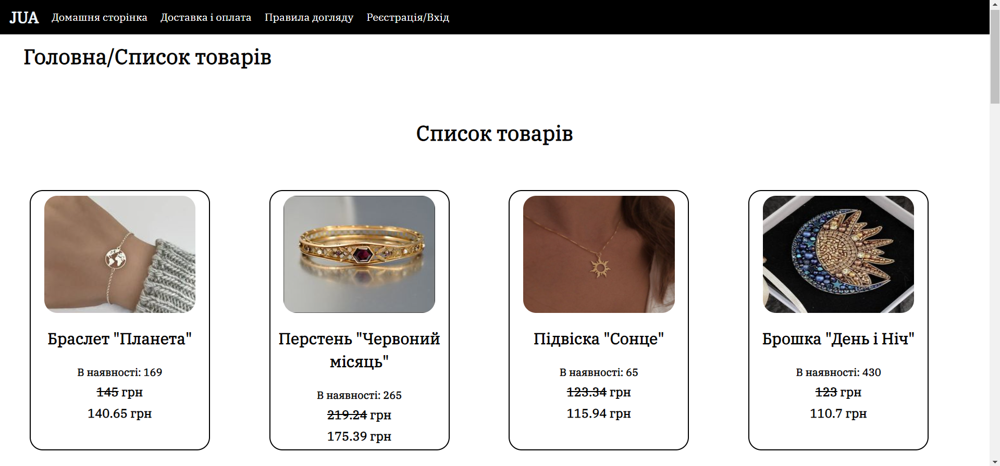 JUA Домашня сторінка Доставка і оплата Правила догляду Реєстрація/Вхід
Головна/Список товарів
Список товарів
Браслет "Планета"
В наявності: 169
145 грн
140.65 грн
Перстень "Червоний
місяць"
В наявності: 265
219.24 грн
175.39 грн
Підвіска "Сонце"
В наявності: 65
123.34 грн
115.94 грн
Брошка "День і Ніч"
В наявності: 430
123 грн
110.7 грн